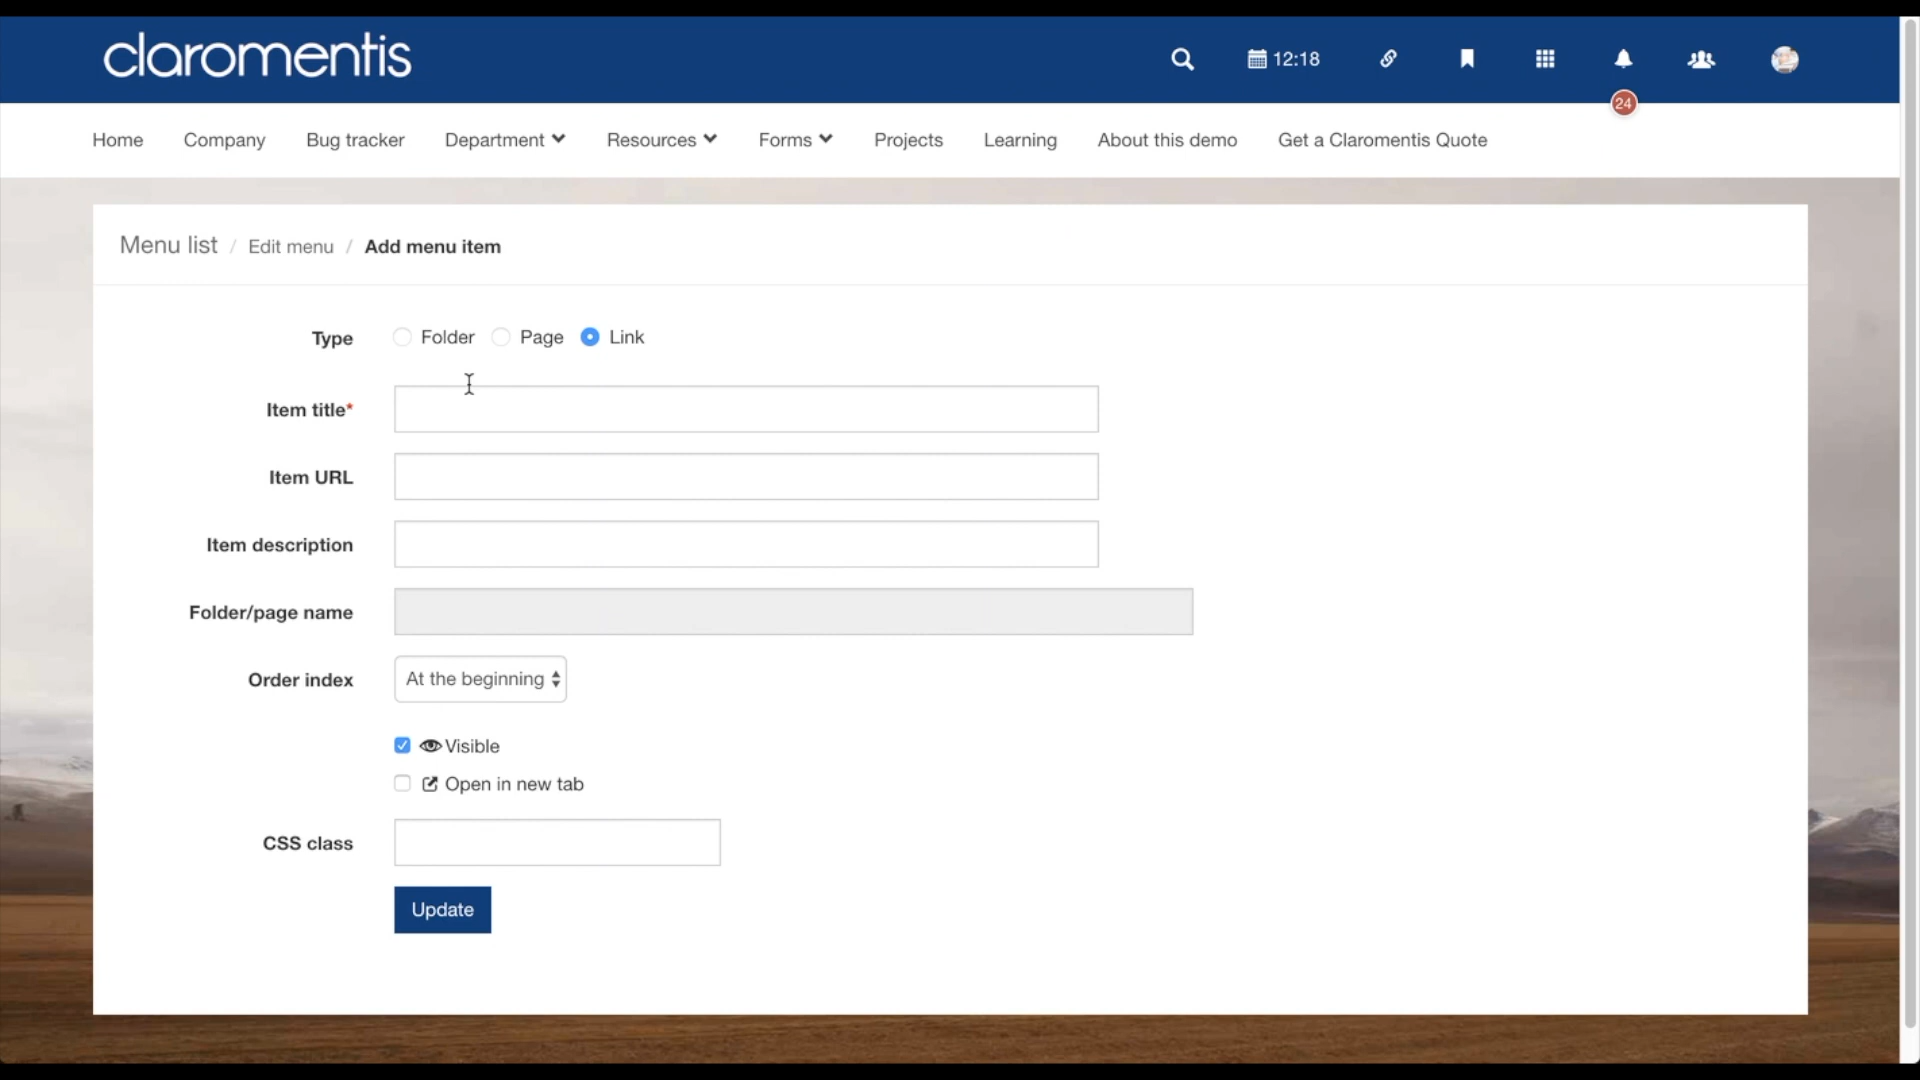 claromentis
12:18
24
Home Company Bug tracker Department Resources Forms Projects Learning About this demo Get a Claromentis Quote
Menu list / Edit menu / Add menu item
Type Folder Page Link
Item title*
Item URL
Item description
Folder/page name
Order index At the beginning
Visible
Open in new tab
CSS class
Update